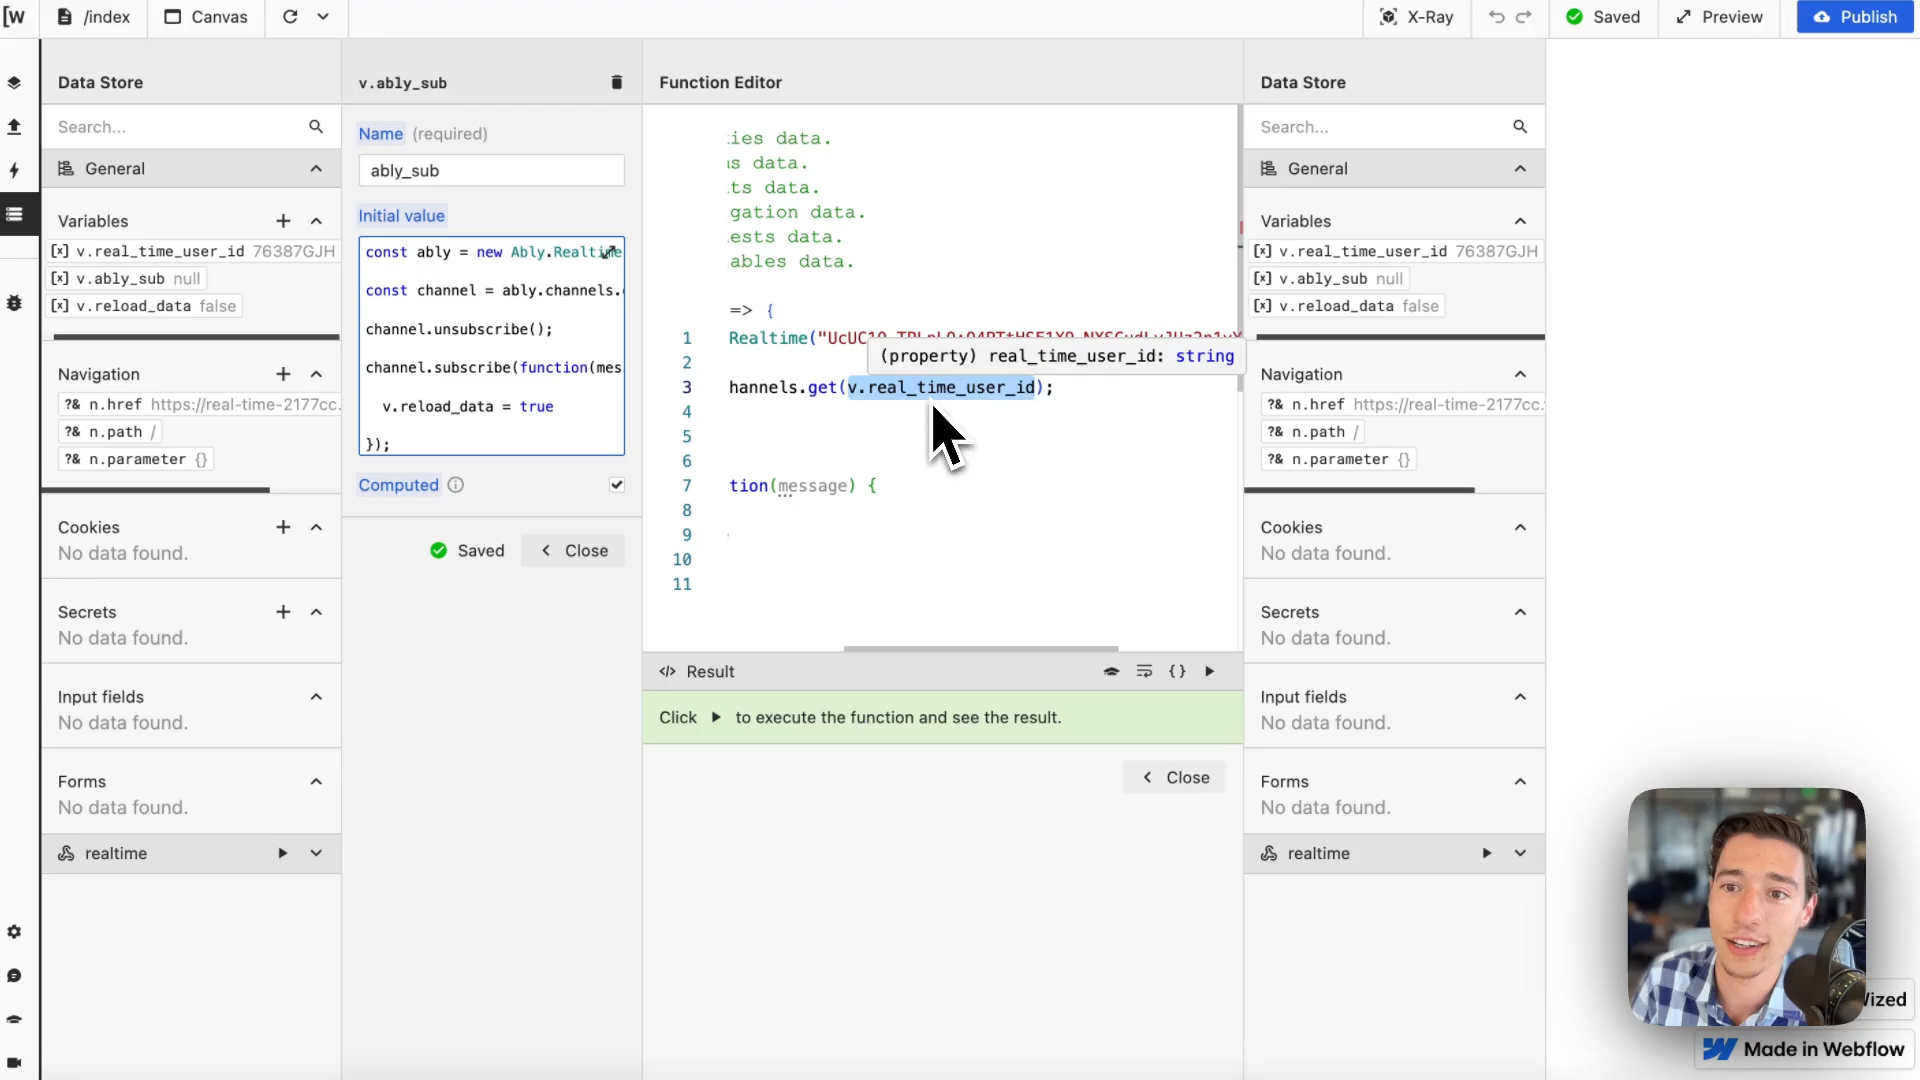 [W
/index
Canvas
X-Ray
Saved
Preview
Publish
Data Store
Search...
General
Variables
[x] v.real_time_user_id 76387GJH
[x] v.ably_sub null
[x] v.reload_data false
Navigation
?& n.href https://real-time-2177cc.
?& n.path /
?& n.parameter {}
Cookies
No data found.
Secrets
No data found.
Input fields
No data found.
Forms
No data found.
realtime
v.ably_sub
Name (required)
ably_sub
Initial value
const ably = new Ably.Realtime
const channel = ably.channels.
channel.unsubscribe();
channel.subscribe(function(mes
v.reload_data = true
});
Computed
Saved
Close
Function Editor
ies data.
s data.
ts data.
gation data.
ests data.
ables data.
=> {
1 Realtime("UcUC
(property) real_time_user_id: string
2
3 hannels.get(v.real_time_user_id);
4
5
6
7 tion(message) {
8
9
10
11
</> Result
{}
Click to execute the function and see the result.
Close
Data Store
Search...
General
Variables
[x] v.real_time_user_id 76387GJH
[x] v.ably_sub null
[x] v.reload_data false
Navigation
?& n.href https://real-time-2177cc.
?& n.path /
?& n.parameter {}
Cookies
No data found.
Secrets
No data found.
Input fields
No data found.
Forms
No data found.
realtime
Wized
Made in Webflow